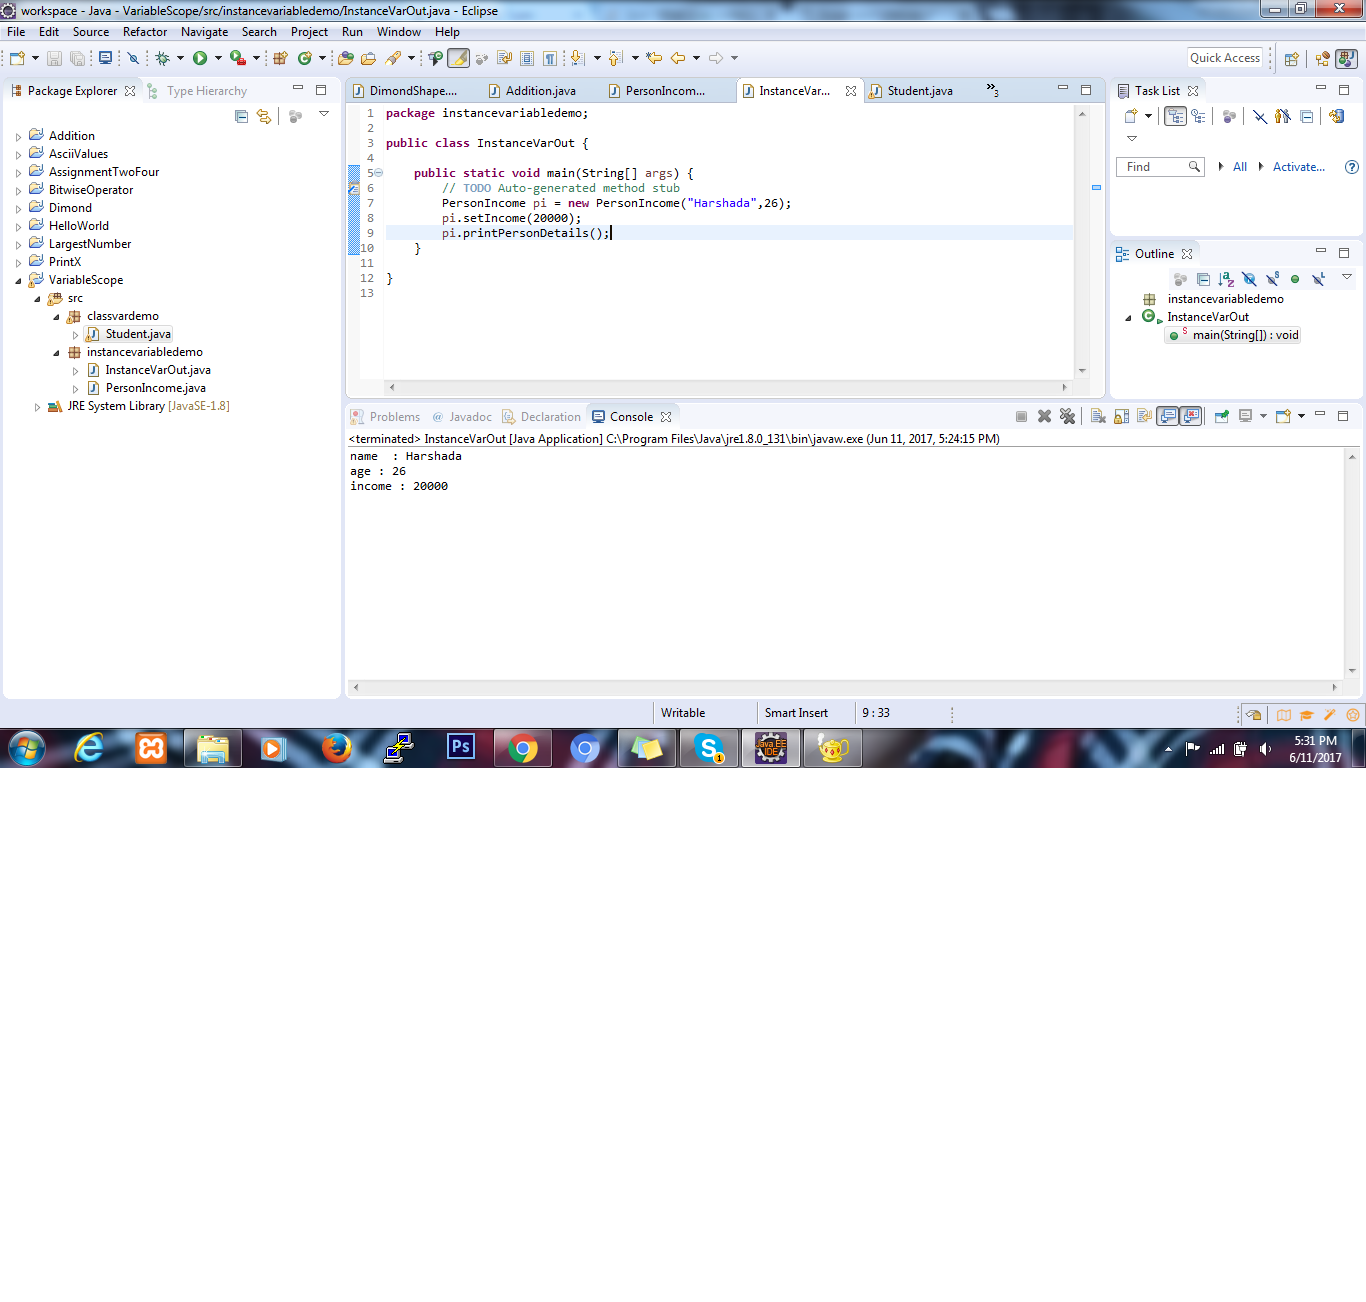 workspace - Java - VariableScope/src/instancevariabledemo/InstanceVarOut.java - Eclipse
File Edit Source Refactor Navigate Search Project Run Window Help
Quick Access
Package Explorer Type Hierarchy
Addition
AsciiValues
AssignmentTwoFour
BitwiseOperator
Dimond
HelloWorld
LargestNumber
PrintX
VariableScope
src
classvardemo
Student.java
instancevariabledemo
InstanceVarOut.java
PersonIncome.java
JRE System Library [JavaSE-1.8]
DimondShape.... Addition.java PersonIncom... InstanceVar... Student.java »3
1 package instancevariabledemo;
2
3 public class InstanceVarOut {
4
5 public static void main(String[] args) {
6 // TODO Auto-generated method stub
7 PersonIncome pi = new PersonIncome("Harshada",26);
8 pi.setIncome(20000);
9 pi.printPersonDetails();
10 }
11
12 }
13
Task List
Find All Activate...
Outline
instancevariabledemo
InstanceVarOut
main(String[]) : void
Problems Javadoc Declaration Console
<terminated> InstanceVarOut [Java Application] C:\Program Files\Java\jre1.8.0_131\bin\javaw.exe (Jun 11, 2017, 5:24:15 PM)
name  : Harshada
age : 26
income : 20000
Writable Smart Insert 9 : 33
Ps
Java EE
IDE
5:31 PM
6/11/2017